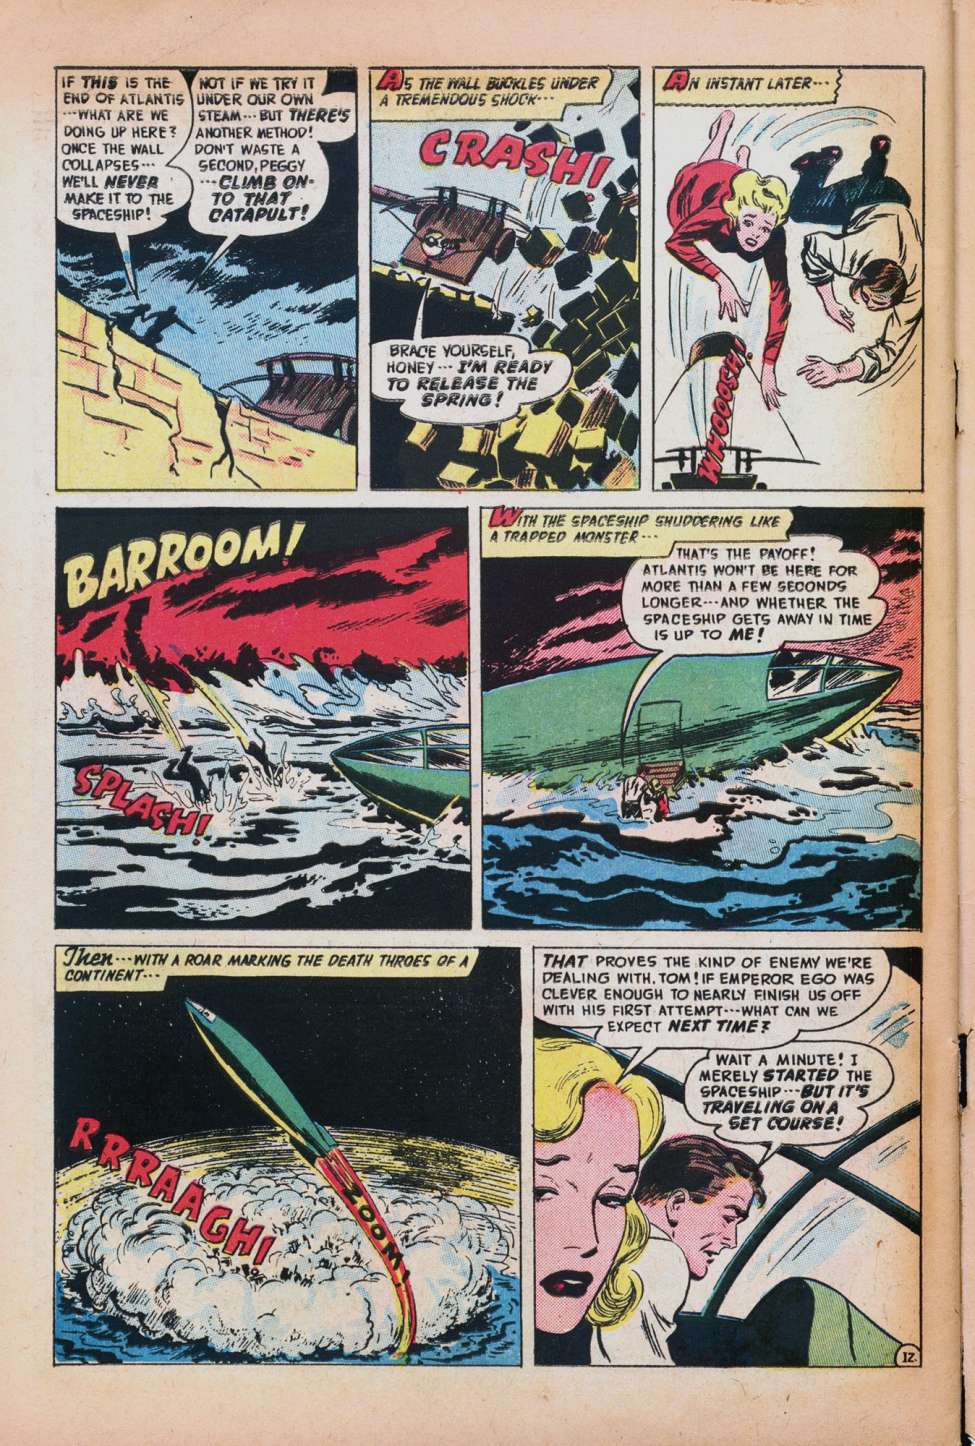 IF THIS IS THE
END OF ATLANTIS
---WHAT ARE WE
DOING UP HERE?
ONCE THE WALL
COLLAPSES---
WE'LL NEVER
MAKE IT TO THE
SPACESHIP!
NOT IF WE TRY IT
UNDER OUR OWN
STEAM---BUT THERE'S
ANOTHER METHOD!
DON'T WASTE A
SECOND, PEGGY
---CLIMB ON-
TO THAT
CATAPULT!
AS THE WALL BUCKLES UNDER
A TREMENDOUS SHOCK---
CRASH!
BRACE YOURSELF,
HONEY---I'M READY
TO RELEASE THE
SPRING!
AN INSTANT LATER---
WHOOOSH!
BARROOM!
SPLASH!
WITH THE SPACESHIP SHUDDERING LIKE
A TRAPPED MONSTER---
THAT'S THE PAYOFF!
ATLANTIS WON'T BE HERE FOR
MORE THAN A FEW SECONDS
LONGER---AND WHETHER THE
SPACESHIP GETS AWAY IN TIME
IS UP TO ME!
Then---WITH A ROAR MARKING THE DEATH THROES OF A
CONTINENT---
RRRAAGH!
ZOOM!
THAT PROVES THE KIND OF ENEMY WE'RE
DEALING WITH, TOM! IF EMPEROR EGO WAS
CLEVER ENOUGH TO NEARLY FINISH US OFF
WITH HIS FIRST ATTEMPT---WHAT CAN WE
EXPECT NEXT TIME?
WAIT A MINUTE! I
MERELY STARTED THE
SPACESHIP---BUT IT'S
TRAVELING ON A
SET COURSE!
12.